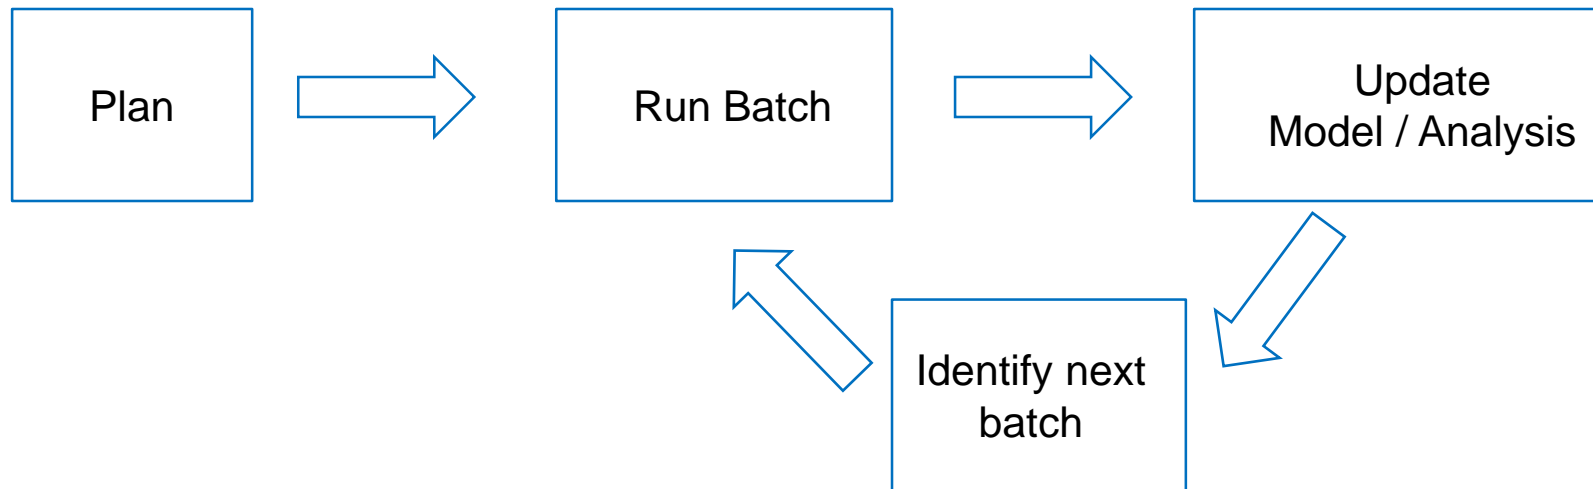 Plan
Run Batch
Update
Model / Analysis
Identify next
batch